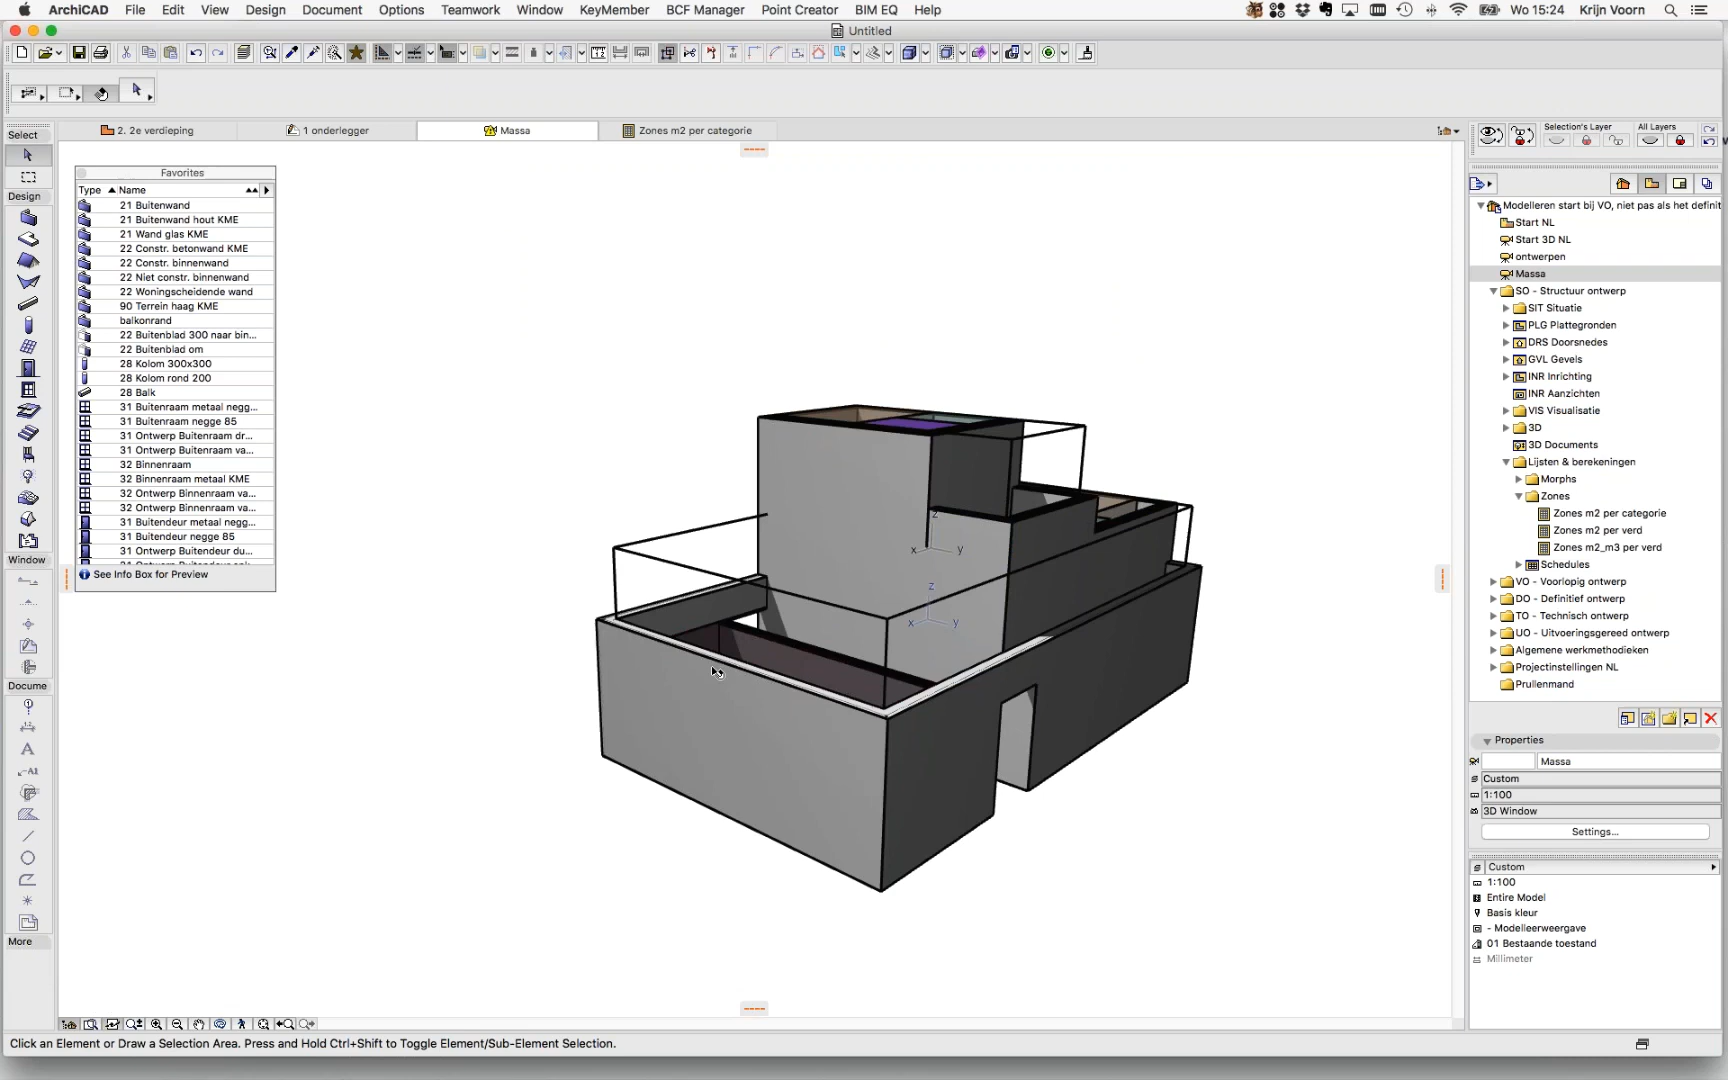 ArchiCAD File Edit View Design Document Options Teamwork Window KeyMember BCF Manager Point Creator BIM EQ Help Wo 15:24 Krijn Voorn
Untitled
Select
2. 2e verdieping
1 onderlegger
Massa
Zones m2 per categorie
Selection's Layer
All Layers
Favorites
Type Name
21 Buitenwand
21 Buitenwand hout KME
21 Wand glas KME
22 Constr. betonwand KME
22 Constr. binnenwand
22 Niet constr. binnenwand
22 Woningscheidende wand
90 Terrein haag KME
balkonrand
22 Buitenblad 300 naar bin...
22 Buitenblad om
28 Kolom 300x300
28 Kolom rond 200
28 Balk
31 Buitenraam metaal negg...
31 Buitenraam negge 85
31 Ontwerp Buitenraam dr...
31 Ontwerp Buitenraam va...
32 Binnenraam
32 Binnenraam metaal KME
32 Ontwerp Binnenraam va...
32 Ontwerp Binnenraam va...
31 Buitendeur metaal negg...
31 Buitendeur negge 85
31 Ontwerp Buitendeur du...
See Info Box for Preview
Design
Window
Docume
More
z
x
y
z
x
y
Modelleren start bij VO, niet pas als het definit
Start NL
Start 3D NL
ontwerpen
Massa
SO - Structuur ontwerp
SIT Situatie
PLG Plattegronden
DRS Doorsnedes
GVL Gevels
INR Inrichting
INR Aanzichten
VIS Visualisatie
3D
3D Documents
Lijsten & berekeningen
Morphs
Zones
Zones m2 per categorie
Zones m2 per verd
Zones m2_m3 per verd
Schedules
VO - Voorlopig ontwerp
DO - Definitief ontwerp
TO - Technisch ontwerp
UO - Uitvoeringsgereed ontwerp
Algemene werkmethodieken
Projectinstellingen NL
Prullenmand
Properties
Massa
Custom
1:100
3D Window
Settings...
Custom
1:100
Entire Model
Basis kleur
- Modelleerweergave
01 Bestaande toestand
Millimeter
Click an Element or Draw a Selection Area. Press and Hold Ctrl+Shift to Toggle Element/Sub-Element Selection.